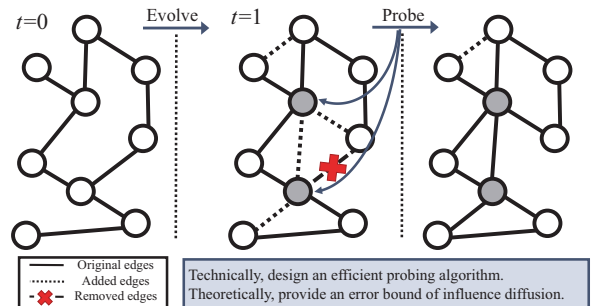 t=0
Evolve
t=1
Probe
Original edges
Added edges
Removed edges
Technically, design an efficient probing algorithm.
Theoretically, provide an error bound of influence diffusion.